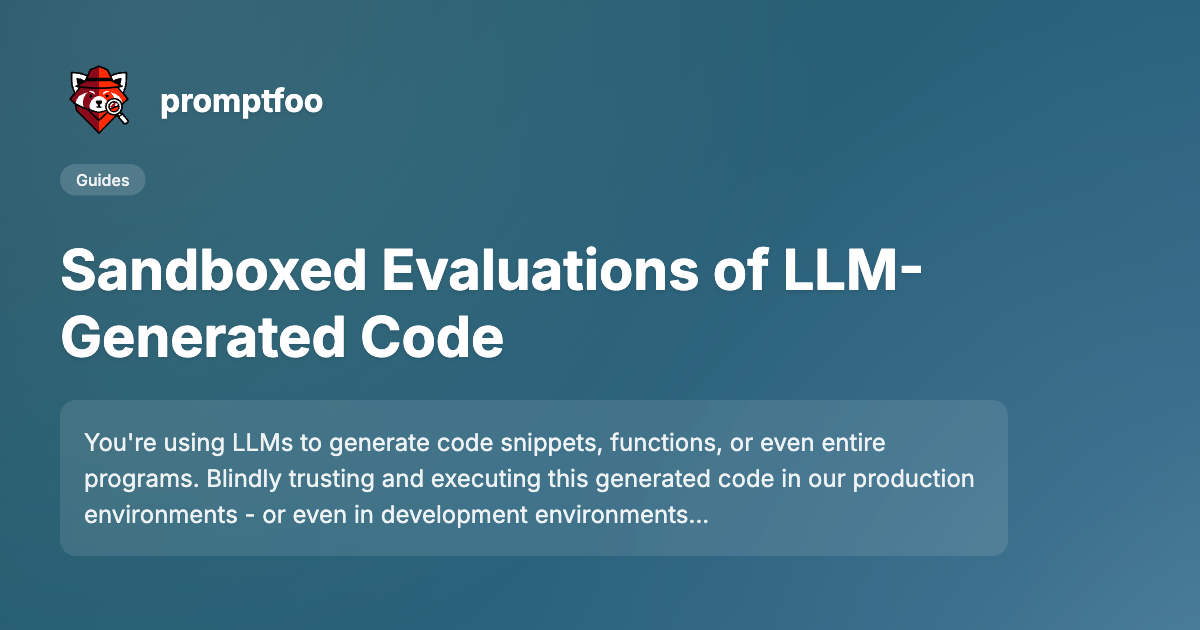 promptfoo
Guides
Sandboxed Evaluations of LLM-
Generated Code
You're using LLMs to generate code snippets, functions, or even entire
programs. Blindly trusting and executing this generated code in our production
environments - or even in development environments...